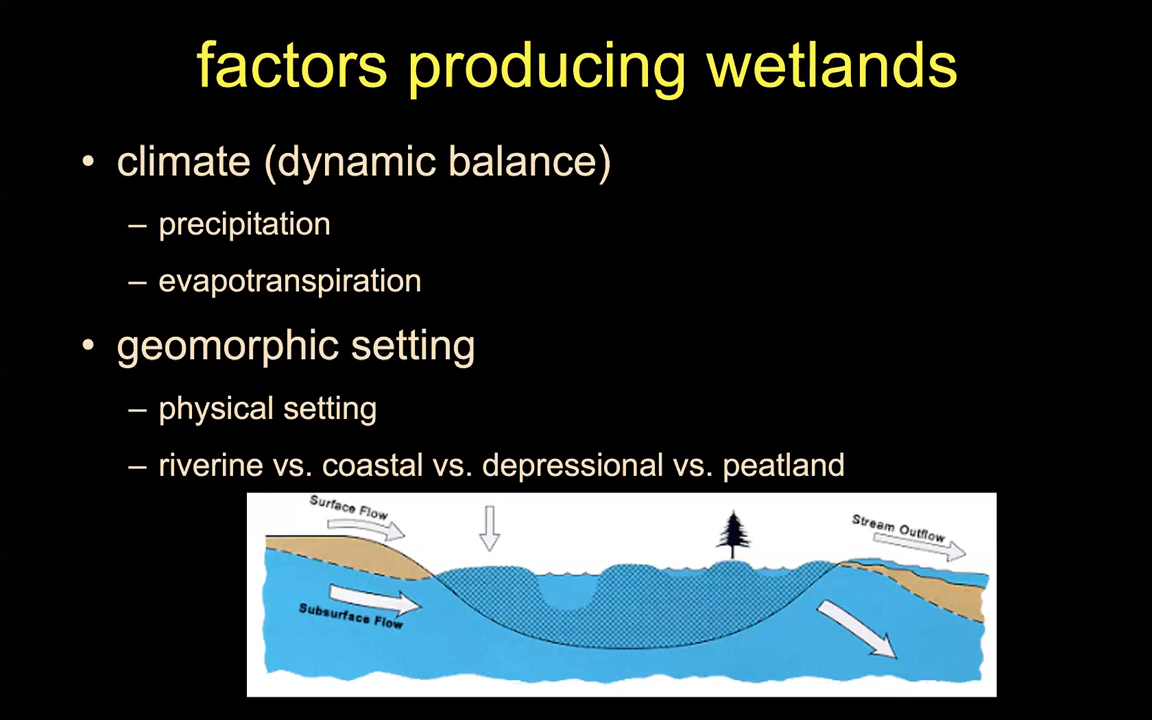 factors producing wetlands
• climate (dynamic balance)
– precipitation
– evapotranspiration
• geomorphic setting
– physical setting
– riverine vs. coastal vs. depressional vs. peatland
Surface Flow
Stream Outflow
Subsurface Flow